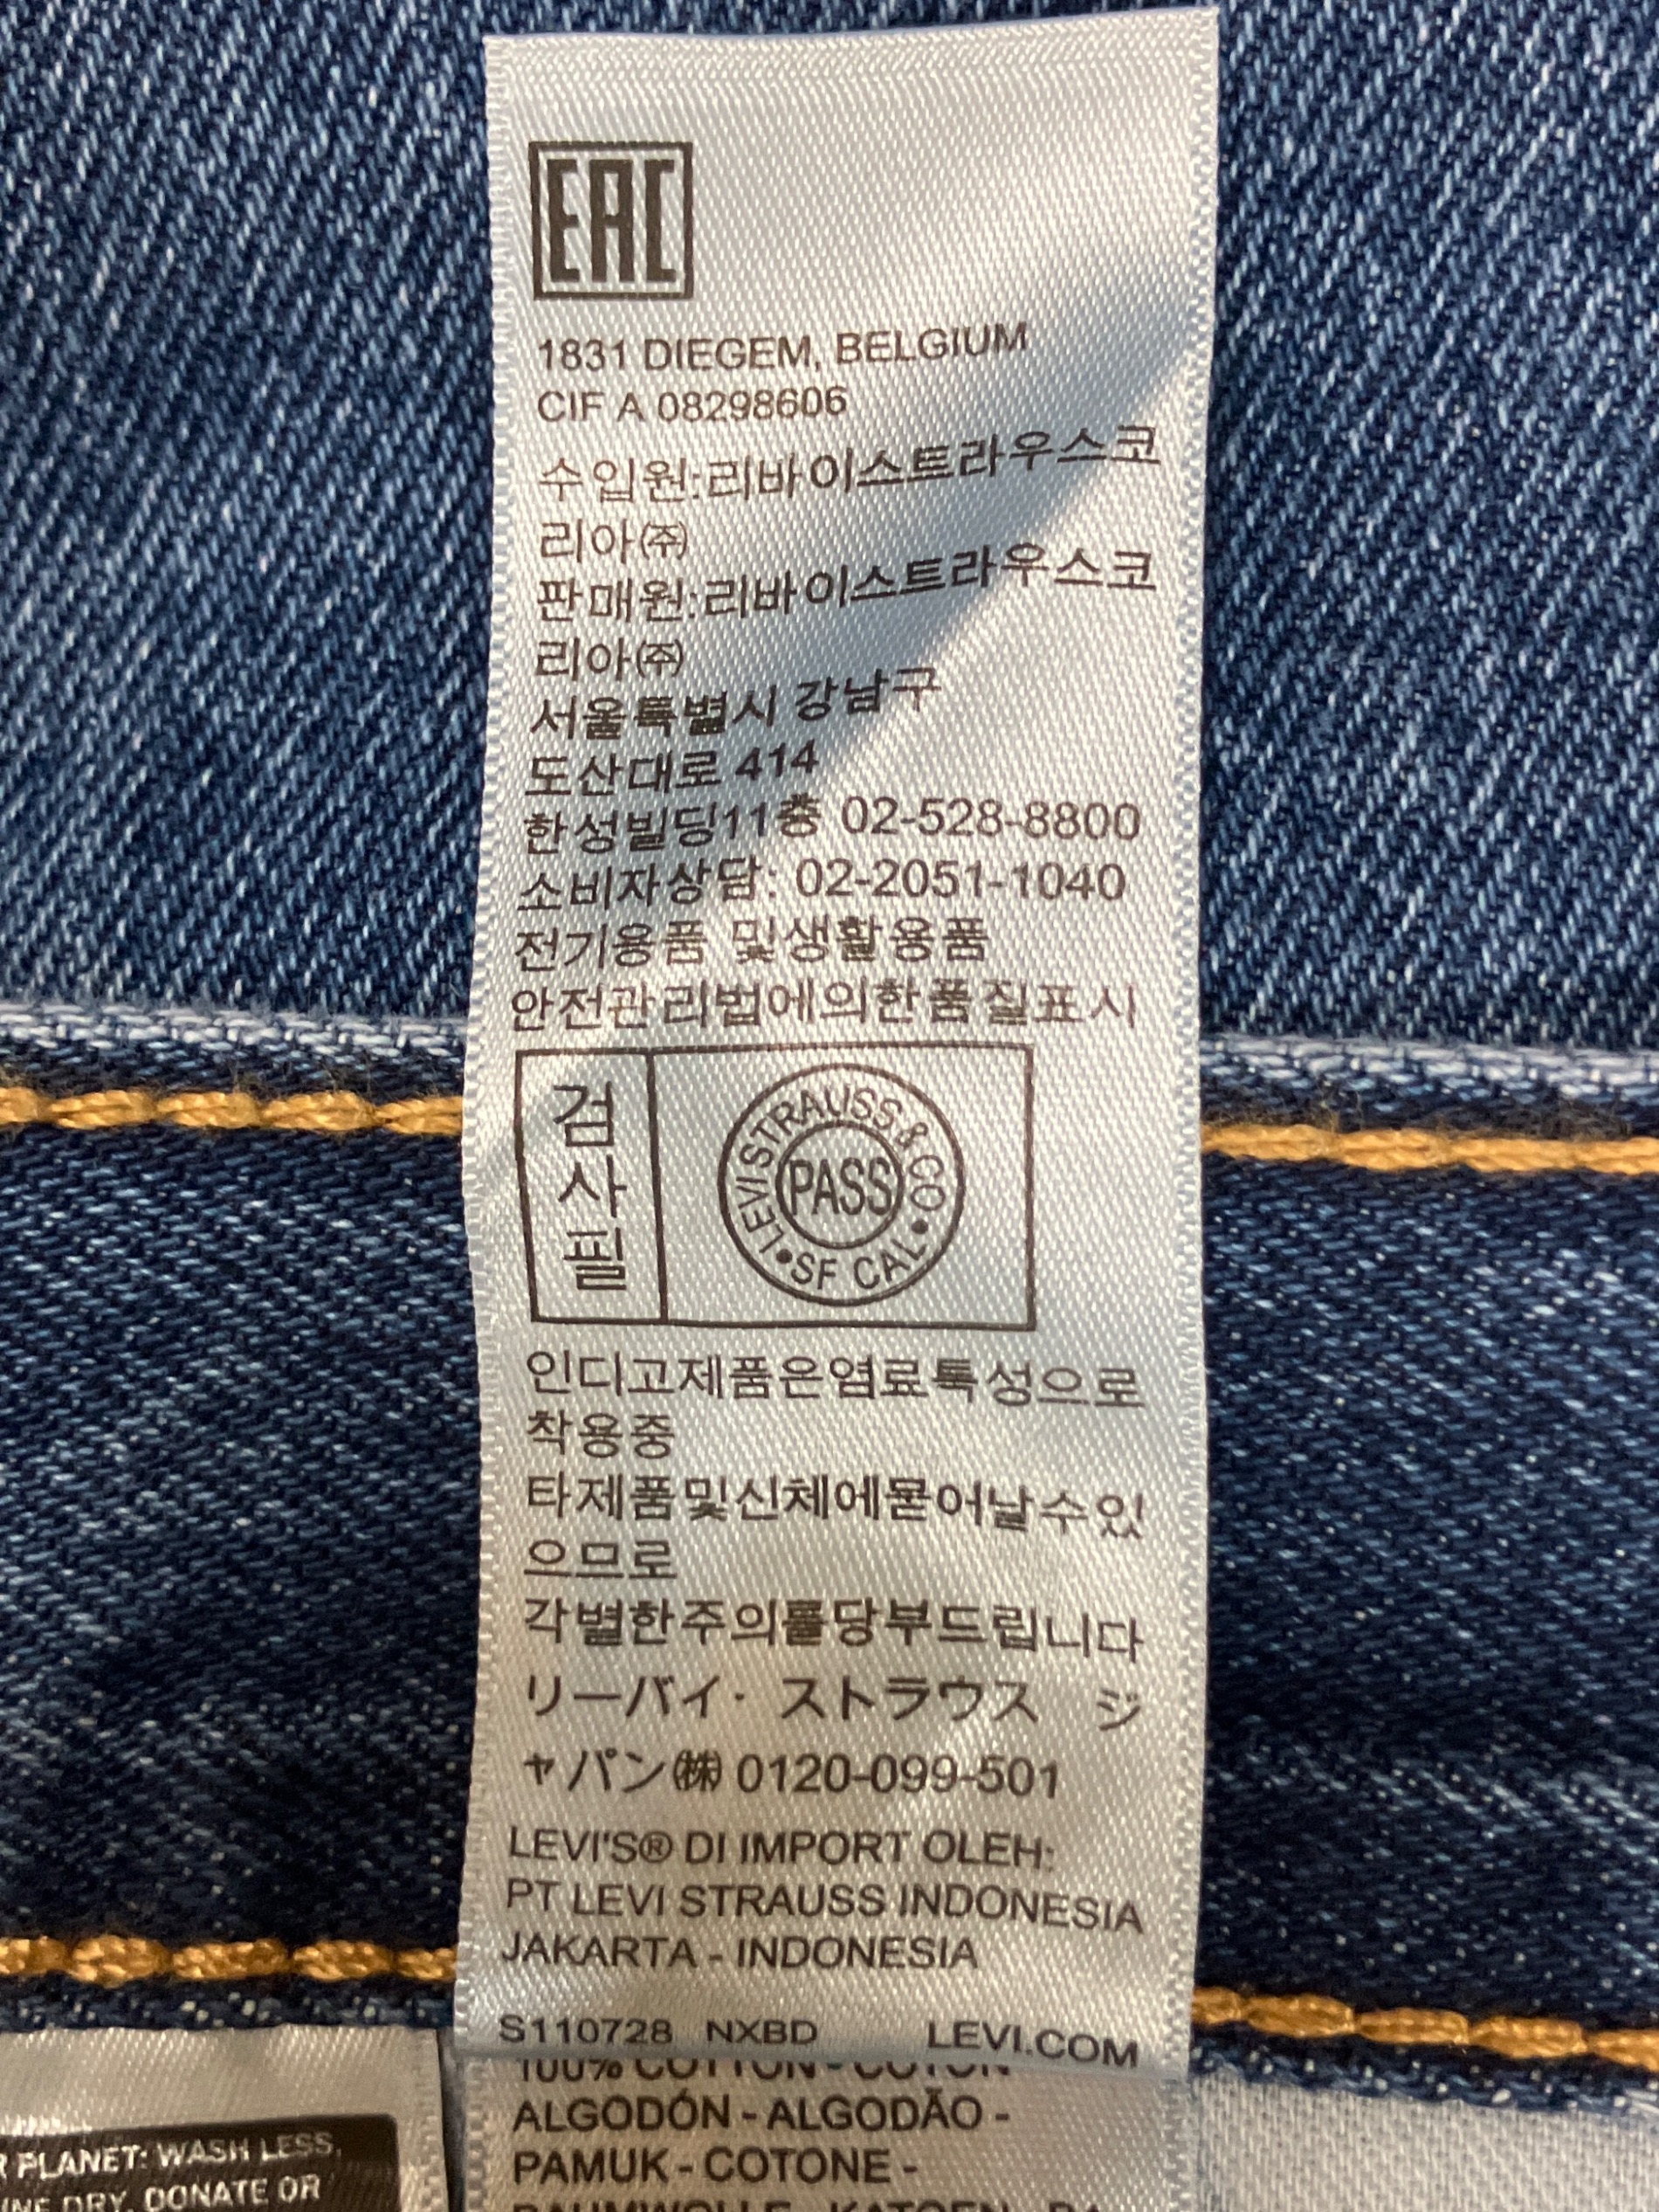 EAC
1831 DIEGEM, BELGIUM
CIF A 08298606
수입원:리바이스트라우스코
리아㈜
판매원:리바이스트라우스코
리아㈜
서울특별시 강남구
도산대로 414
한성빌딩11층 02-528-8800
소비자상담: 02-2051-1040
전기용품 및생활용품
안전관리법에의한품질표시
검
사
필
LEVI STRAUSS & CO • SF CAL •
PASS
인디고제품은염료특성으로
착용중
타제품및신체에묻어날수있
으므로
각별한주의를당부드립니다
リーバイ· ストラウス ジ
ャパン㈱ 0120-099-501
LEVI'S® DI IMPORT OLEH:
PT LEVI STRAUSS INDONESIA
JAKARTA - INDONESIA
S110728 NXBD LEVI.COM
100% COTTON - COTON
ALGODÓN - ALGODÃO -
PAMUK - COTONE -
BAUMWOLLE - KATOEN -
PLANET: WASH LESS,
DRY, DONATE OR